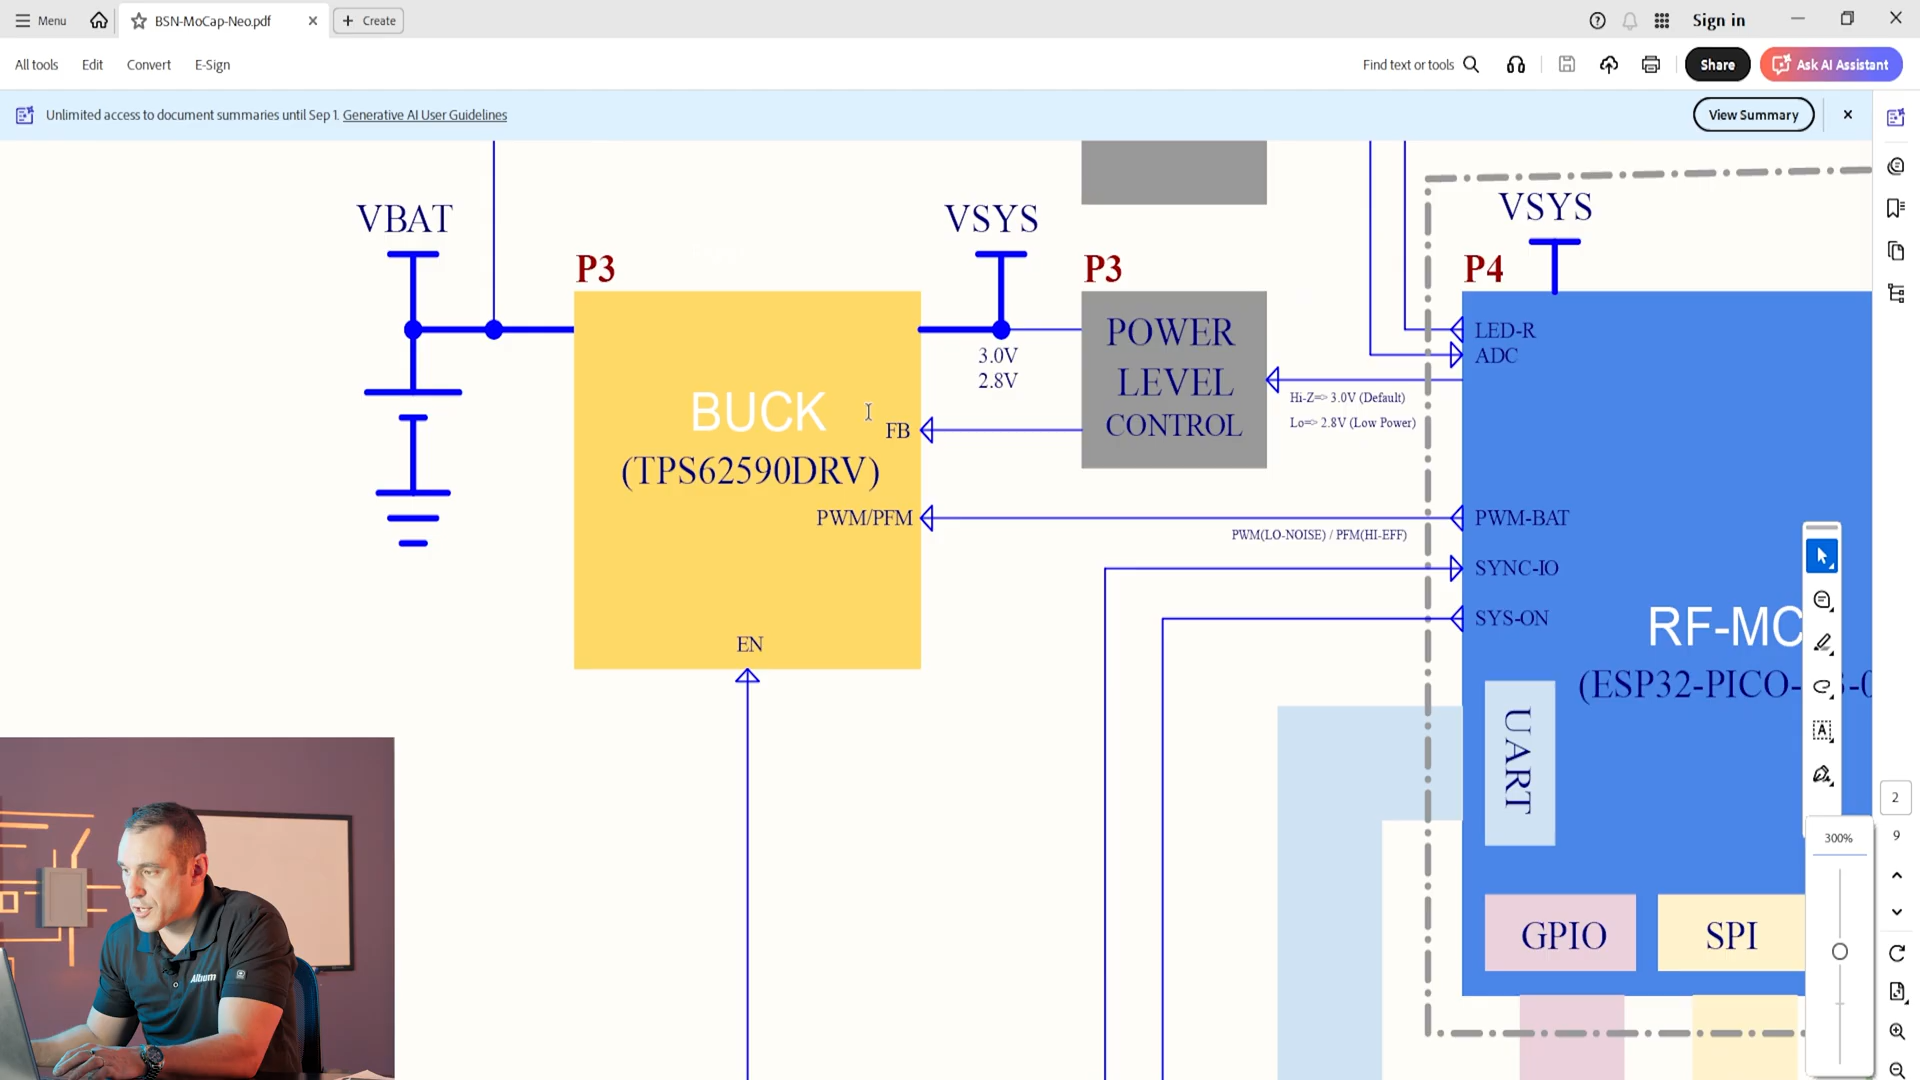 Menu
BSN-MoCap-Neo.pdf
Create
Sign in
All tools
Edit
Convert
E-Sign
Find text or tools
Share
Ask AI Assistant
Unlimited access to document summaries until Sep 1. Generative AI User Guidelines
View Summary
VBAT
VSYS
VSYS
P3
P3
P4
3.0V
2.8V
POWER
LEVEL
CONTROL
LED-R
ADC
Hi-Z=> 3.0V (Default)
Lo=> 2.8V (Low Power)
BUCK
FB
(TPS62590DRV)
PWM/PFM
PWM-BAT
PWM(LO-NOISE) / PFM(HI-EFF)
SYNC-IO
SYS-ON
EN
RF-MC
UART
GPIO
SPI
2
300%
9
Altium